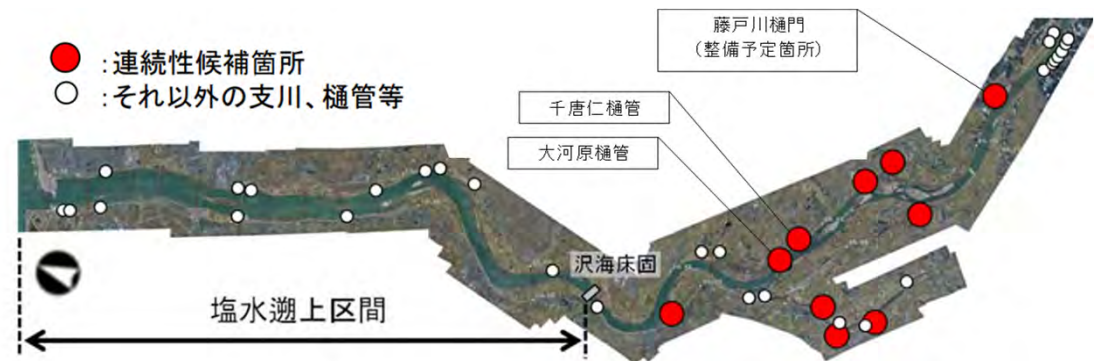 :連続性候補箇所
:それ以外の支川、樋管等
藤戸川樋門
(整備予定箇所)
千唐仁樋管
大河原樋管
沢海床固
塩水遡上区間